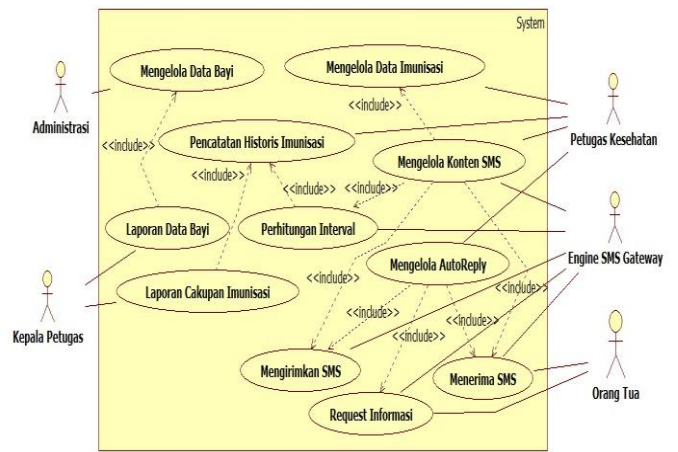 System
Mengelola Data Bayi
Mengelola Data Imunisasi
<<include>>
Administrasi
Petugas Kesehatan
<<include>>
Pencatatan Historis Imunisasi
<<include>>
Mengelola Konten SMS
<<include>>
<<include>>
Laporan Data Bayi
Perhitungan Interval
Engine SMS Gateway
Mengelola AutoReply
Laporan Cakupan Imunisasi
<<include>>
<<include>>
Kepala Petugas
<<include>>
<<include>>
<<include>>
Mengirimkan SMS
Menerima SMS
Orang Tua
Request Informasi